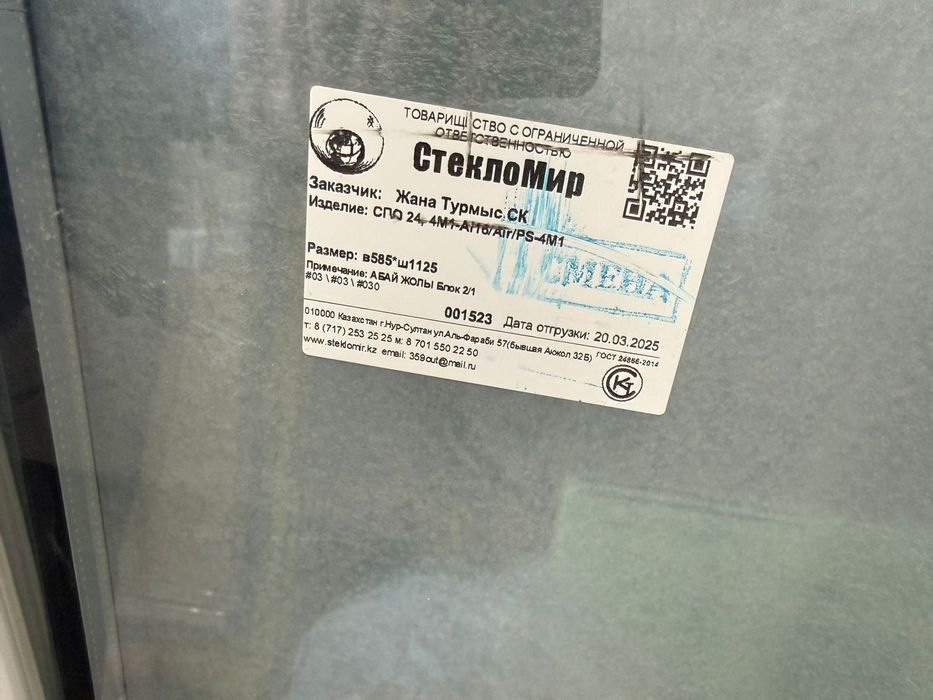 ТОВАРИЩЕСТВО С ОГРАНИЧЕННОЙ
ОТВЕТСТВЕННОСТЬЮ
СтеклоМир
Заказчик: Жана Турмыс СК
Изделие: СПО 24, 4М1-Al16/Air/PS-4М1
Размер: в585*ш1125
Примечание: АБАЙ ЖОЛЫ Блок 2/1
#03 \ #03 \ #030
СМЕНА
001523 Дата отгрузки: 20.03.2025
010000 Казахстан г.Нур-Султан ул Аль-Фараби 57(бывшая Аюкол 32Б) ГОСТ 24866-2014
т: 8 (717) 253 25 25 м: 8 701 550 22 50
www.steklomir.kz email: 359out@mail.ru